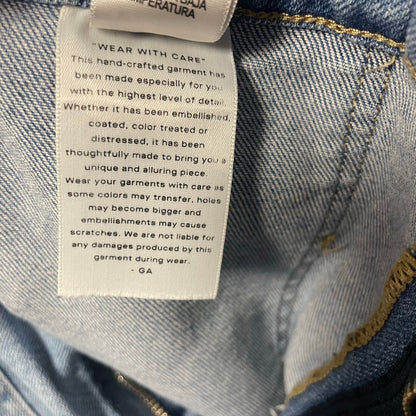 BAJA
TEMPERATURA
"WEAR WITH CARE"
This hand-crafted garment has
been made especially for you
with the highest level of detail.
Whether it has been embellished,
coated, color treated or
distressed, it has been
thoughtfully made to bring you a
unique and alluring piece.
Wear your garments with care as
some colors may transfer, holes
may become bigger and
embellishments may cause
scratches. We are not liable for
any damages produced by this
garment during wear.
- GA